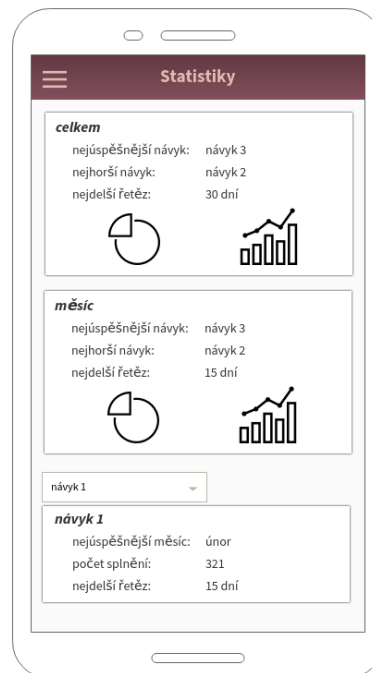 Statistiky
celkem
nejúspěšnější návyk: návyk 3
nejhorší návyk: návyk 2
nejdelší řetěz: 30 dní
měsíc
nejúspěšnější návyk: návyk 3
nejhorší návyk: návyk 2
nejdelší řetěz: 15 dní
návyk 1
návyk 1
nejúspěšnější měsíc: únor
počet splnění: 321
nejdelší řetěz: 15 dní